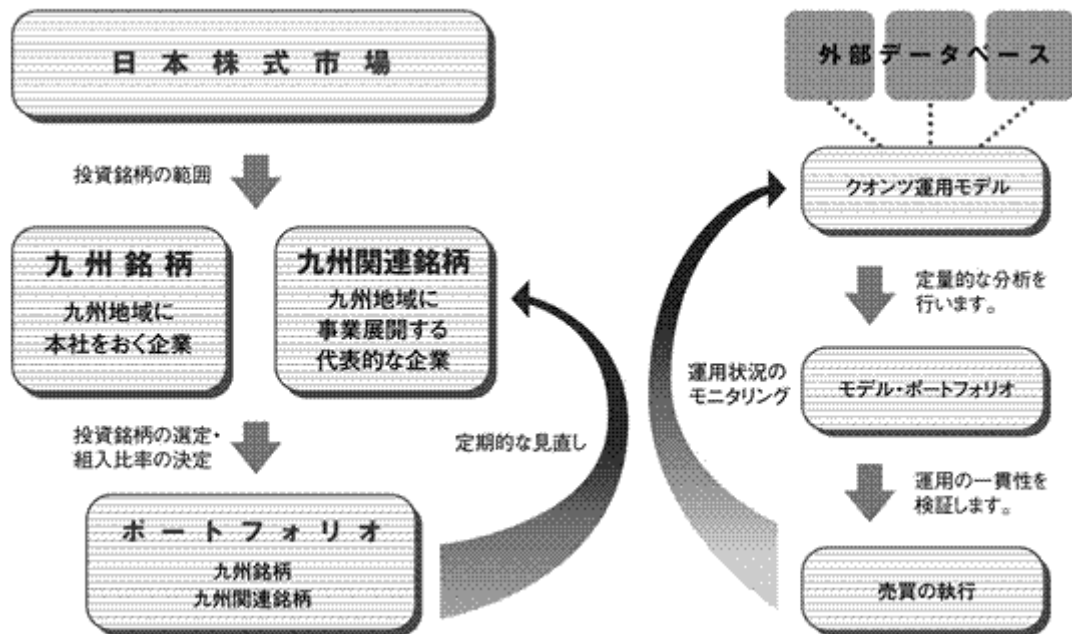 日本株式市場
投資銘柄の範囲
九州銘柄
九州地域に
本社をおく企業
九州関連銘柄
九州地域に
事業展開する
代表的な企業
投資銘柄の選定・
組入比率の決定
定期的な見直し
ポートフォリオ
九州銘柄
九州関連銘柄
外部データベース
クオンツ運用モデル
定量的な分析を
行います。
運用状況の
モニタリング
モデル・ポートフォリオ
運用の一貫性を
検証します。
売買の執行